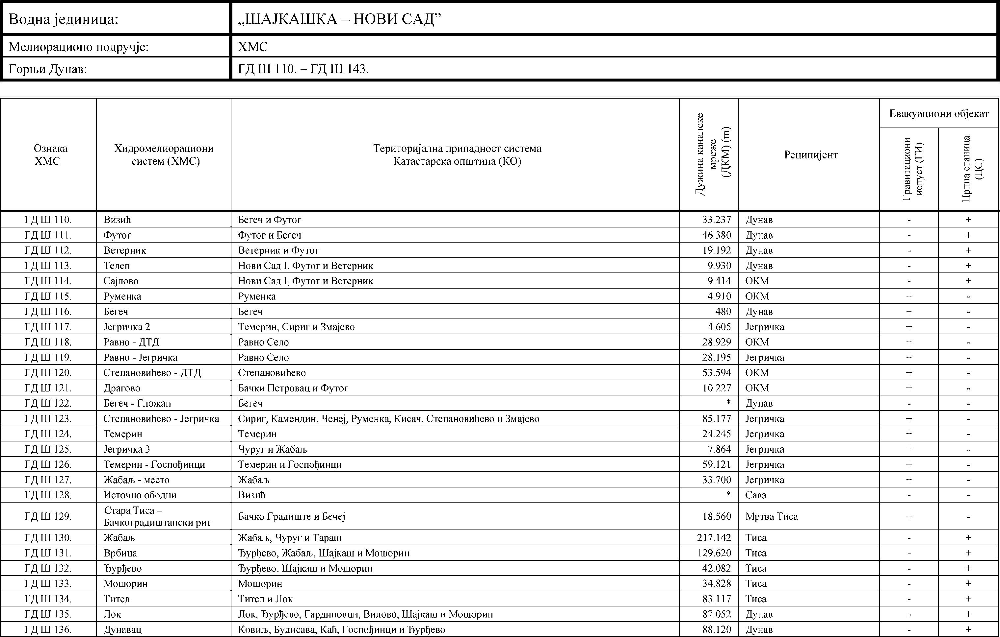 Водна јединица: „ШАЈКАШКА – НОВИ САД”
Мелиорационо подручје: ХМС
Горњи Дунав: ГД Ш 110. – ГД Ш 143.
Ознака ХМС
Хидромелиорациони систем (ХМС)
Територијална припадност система
Катастарска општина (КО)
Дужина каналске мреже (ДКМ) (m)
Реципијент
Евакуациони објекат
Гравитациони испуст (ГИ)
Црпна станица (ЦС)
ГД Ш 110. Визић Бегеч и Футог 33.237 Дунав - +
ГД Ш 111. Футог Футог и Бегеч 46.380 Дунав - +
ГД Ш 112. Ветерник Ветерник и Футог 19.192 Дунав - +
ГД Ш 113. Телеп Нови Сад I, Футог и Ветерник 9.930 Дунав - +
ГД Ш 114. Сајлово Нови Сад I, Футог и Ветерник 9.414 ОКМ - +
ГД Ш 115. Руменка Руменка 4.910 ОКМ + -
ГД Ш 116. Бегеч Бегеч 480 Дунав + -
ГД Ш 117. Јегричка 2 Темерин, Сириг и Змајево 4.605 Јегричка + -
ГД Ш 118. Равно - ДТД Равно Село 28.929 ОКМ + -
ГД Ш 119. Равно - Јегричка Равно Село 28.195 Јегричка + -
ГД Ш 120. Степановићево - ДТД Степановићево 53.594 ОКМ + -
ГД Ш 121. Драгово Бачки Петровац и Футог 10.227 ОКМ + -
ГД Ш 122. Бегеч - Гложан Бегеч * Дунав - -
ГД Ш 123. Степановићево - Јегричка Сириг, Камендин, Ченеј, Руменка, Кисач, Степановићево и Змајево 85.177 Јегричка + -
ГД Ш 124. Темерин Темерин 24.245 Јегричка + -
ГД Ш 125. Јегричка 3 Чуруг и Жабаљ 7.864 Јегричка + -
ГД Ш 126. Темерин - Госпођинци Темерин и Госпођинци 59.121 Јегричка + -
ГД Ш 127. Жабаљ - место Жабаљ 33.700 Јегричка + -
ГД Ш 128. Источно ободни Визић * Сава - -
ГД Ш 129. Стара Тиса – Бачкоградиштански рит Бачко Градиште и Бечеј 18.560 Мртва Тиса + -
ГД Ш 130. Жабаљ Жабаљ, Чуруг и Тараш 217.142 Тиса - +
ГД Ш 131. Врбица Ђурђево, Жабаљ, Шајкаш и Мошорин 129.620 Тиса - +
ГД Ш 132. Ђурђево Ђурђево, Шајкаш и Мошорин 42.082 Тиса - +
ГД Ш 133. Мошорин Мошорин 34.828 Тиса - +
ГД Ш 134. Тител Тител и Лок 83.117 Тиса - +
ГД Ш 135. Лок Лок, Ђурђево, Гардиновци, Вилово, Шајкаш и Мошорин 87.052 Дунав - +
ГД Ш 136. Дунавац Ковиљ, Будисава, Каћ, Госпођинци и Ђурђево 88.120 Дунав - +